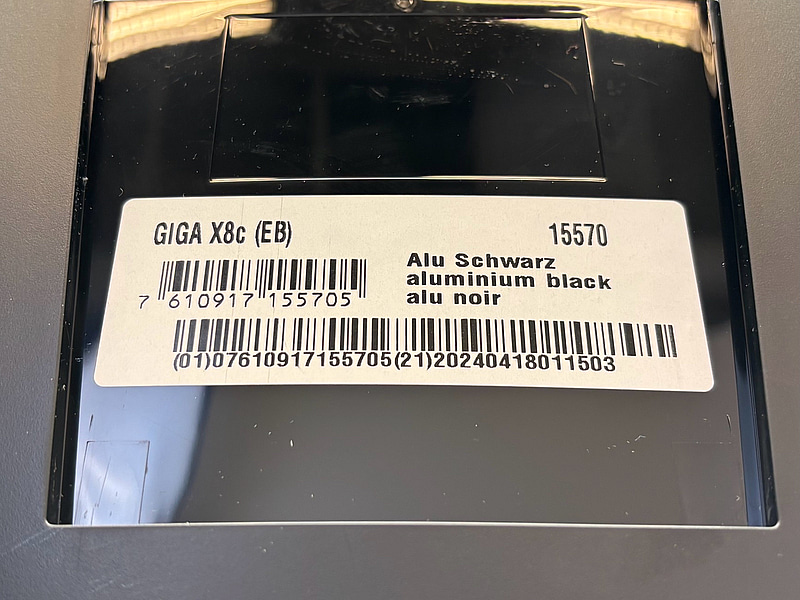 GIGA X8c (EB)
15570
Alu Schwarz
aluminium black
alu noir
7 610917 155705
(01)07610917155705(21)20240418011503